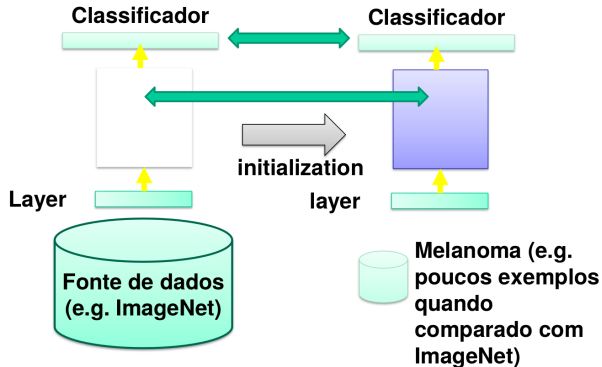 Classificador
Classificador
initialization
Layer
layer
Fonte de dados
(e.g. ImageNet)
Melanoma (e.g.
poucos exemplos
quando
comparado com
ImageNet)